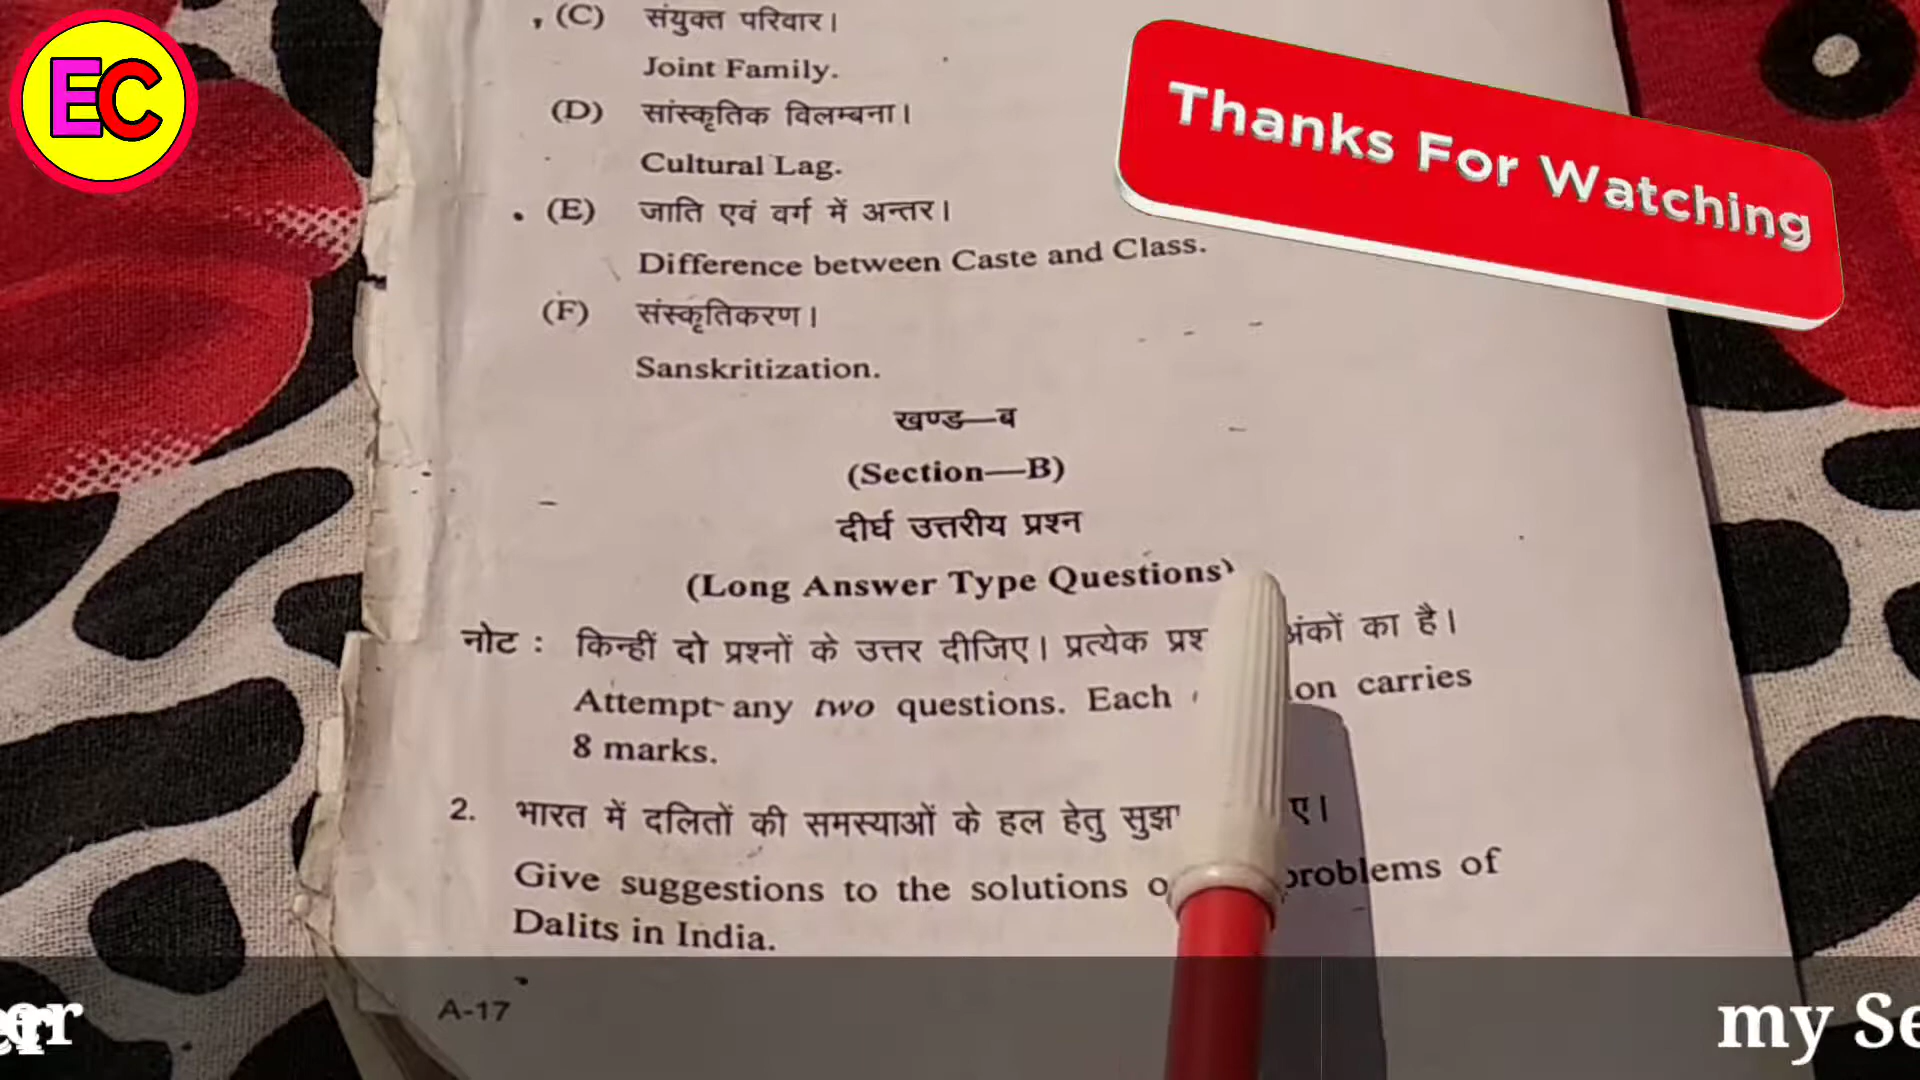 EC
Thanks For Watching
(C) संयुक्त परिवार।
Joint Family.
(D) सांस्कृतिक विलम्बना।
Cultural Lag.
(E) जाति एवं वर्ग में अन्तर।
Difference between Caste and Class.
(F) संस्कृतिकरण।
Sanskritization.
खण्ड—ब
(Section—B)
दीर्घ उत्तरीय प्रश्न
(Long Answer Type Questions)
नोट : किन्हीं दो प्रश्नों के उत्तर दीजिए। प्रत्येक अंकों का है।
Attempt any two questions. Each carries
8 marks.
2. भारत में दलितों की समस्याओं के हल हेतु
Give suggestions to the solutions problems of
Dalits in India.
A-17
my